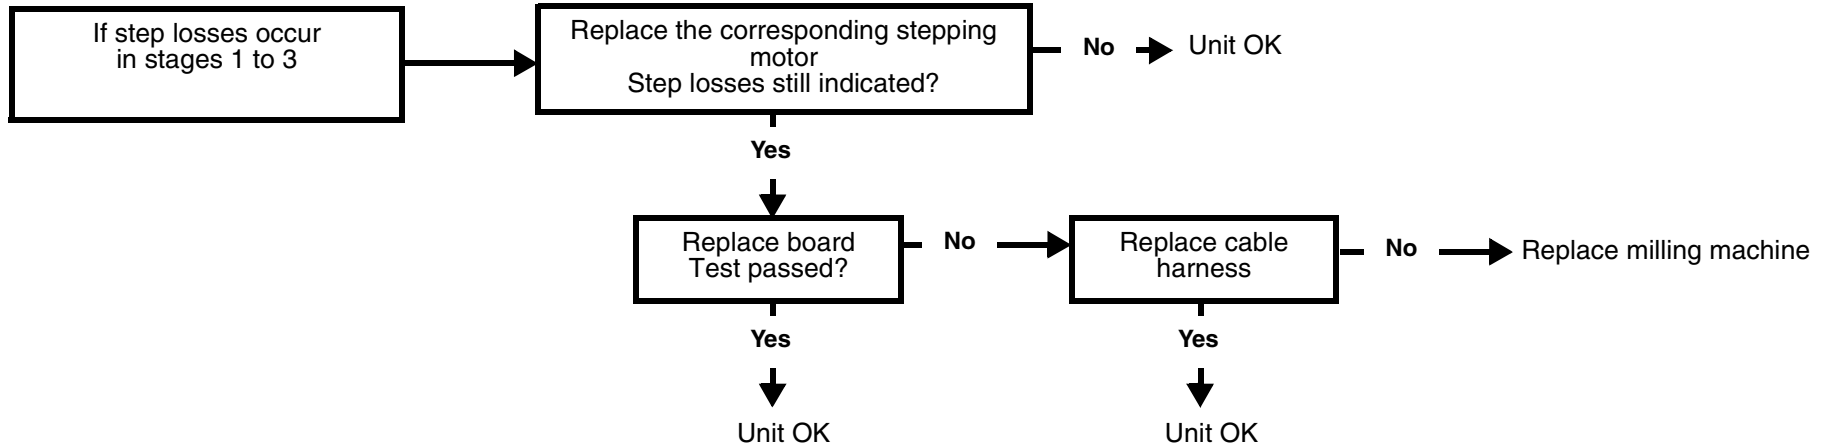 If step losses occur
in stages 1 to 3
Replace the corresponding stepping
motor
Step losses still indicated?
No
Unit OK
Yes
Replace board
Test passed?
No
Replace cable
harness
No
Replace milling machine
Yes
Yes
Unit OK
Unit OK